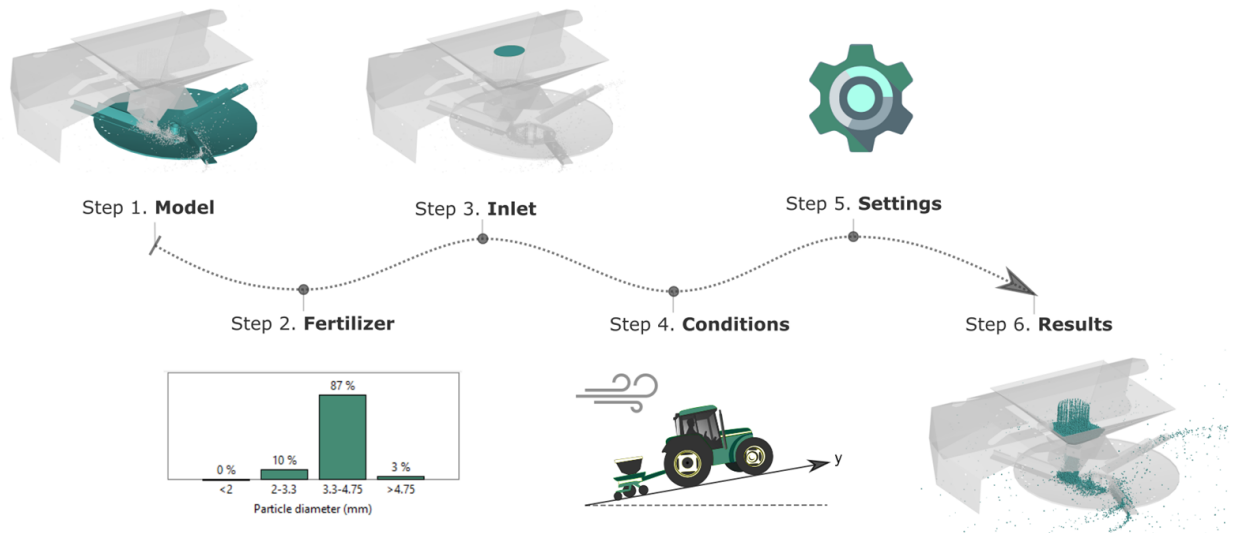 Step 1. Model
Step 3. Inlet
Step 5. Settings
Step 2. Fertilizer
Step 4. Conditions
Step 6. Results
87 %
10 %
0 %
3 %
<2
2-3.3
3.3-4.75
>4.75
Particle diameter (mm)
y